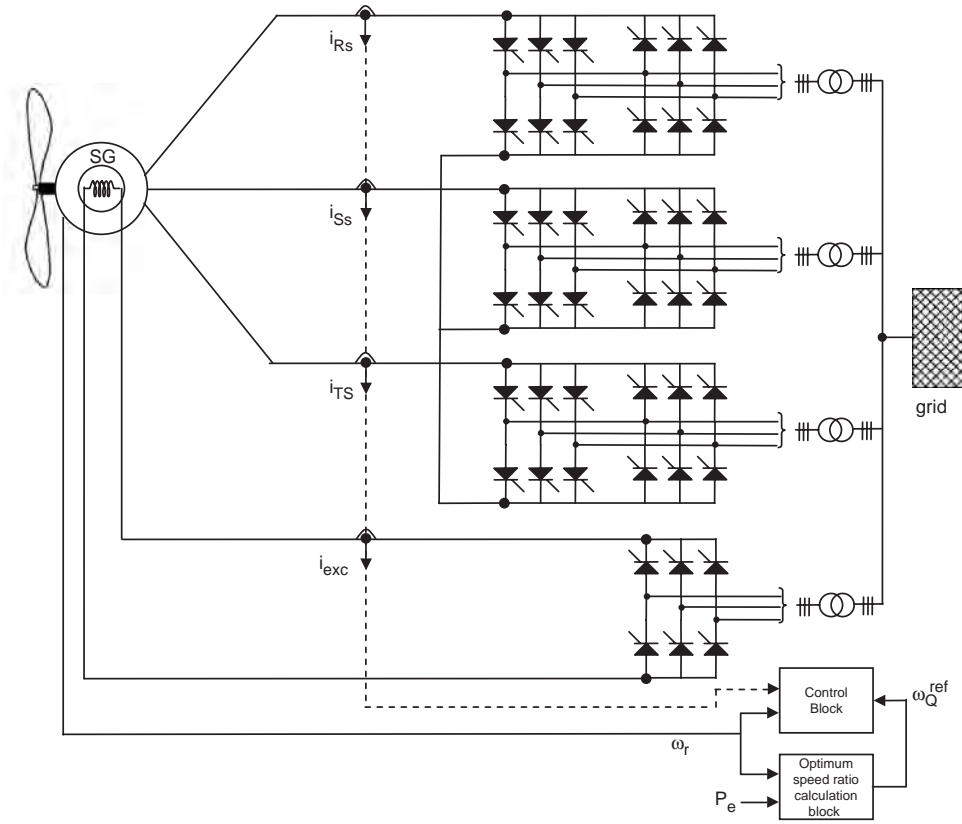 i_Rs
SG
i_Ss
i_TS
grid
i_exc
Control
Block
ω_Q^ref
ω_r
Optimum
speed ratio
calculation
block
P_e